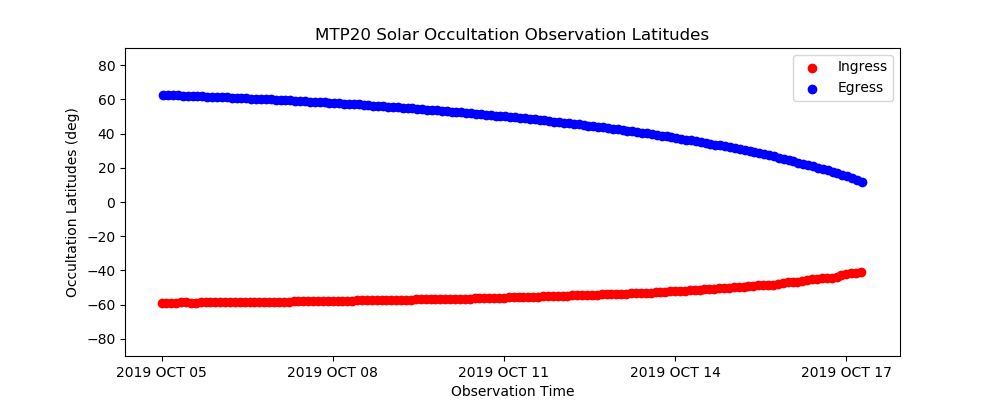 MTP20 Solar Occultation Observation Latitudes
Ingress
Egress
Occultation Latitudes (deg)
80
60
40
20
0
−20
−40
−60
−80
2019 OCT 05
2019 OCT 08
2019 OCT 11
2019 OCT 14
2019 OCT 17
Observation Time